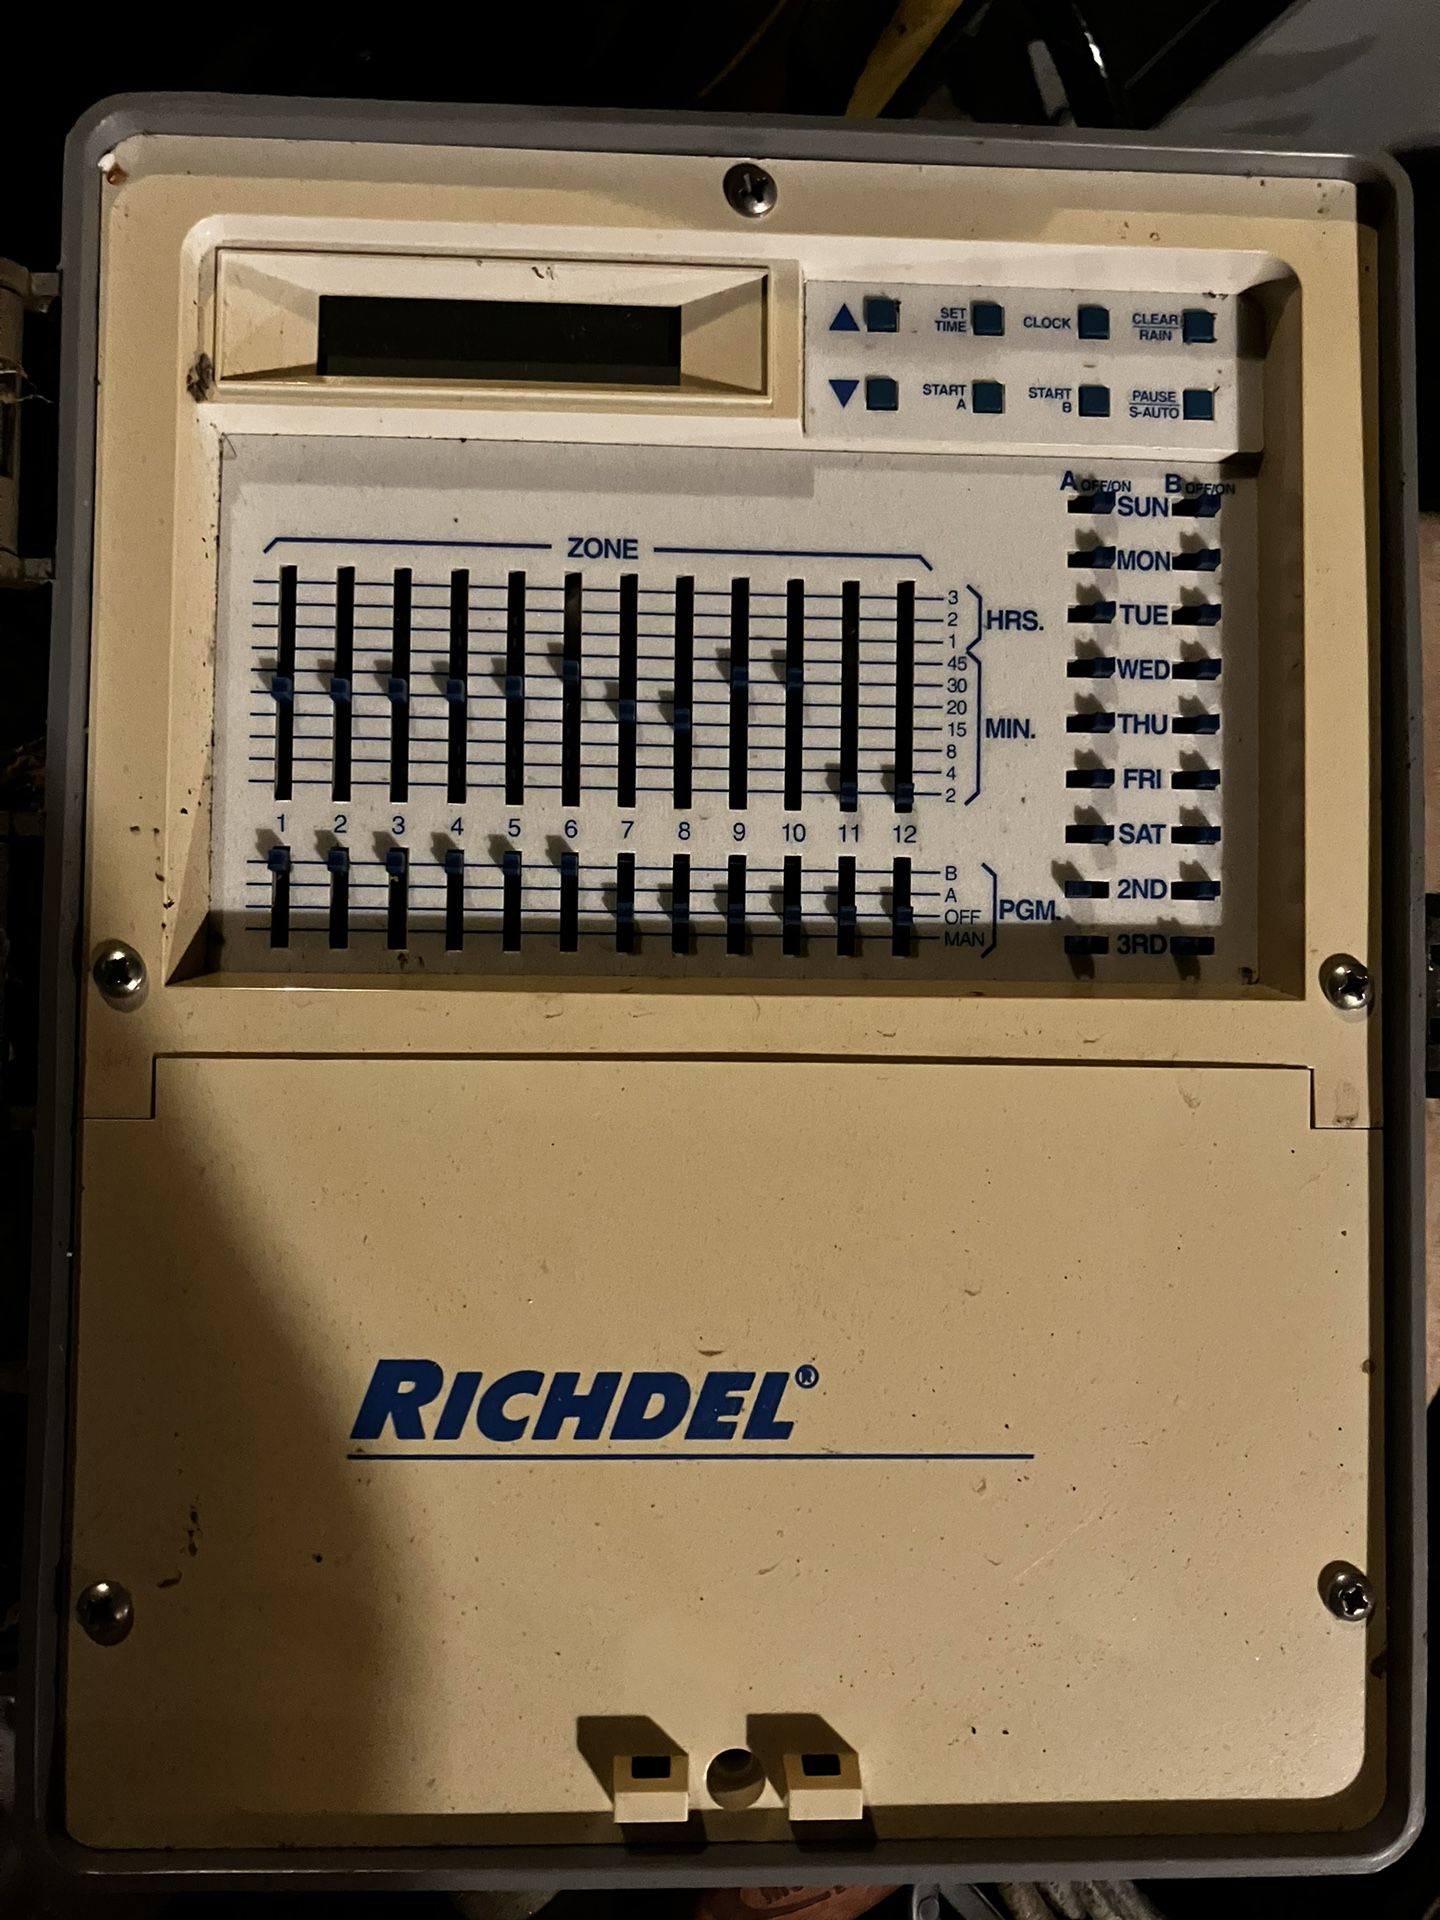 ▲ SET TIME CLOCK CLEAR/RAIN
▼ START A START B PAUSE/S-AUTO
A OFF/ON B OFF/ON
SUN
MON
TUE
WED
THU
FRI
SAT
2ND
3RD
ZONE
3
2
1
HRS.
45
30
20
15
8
4
2
MIN.
1 2 3 4 5 6 7 8 9 10 11 12
B
A
OFF
MAN
PGM.
RICHDEL®